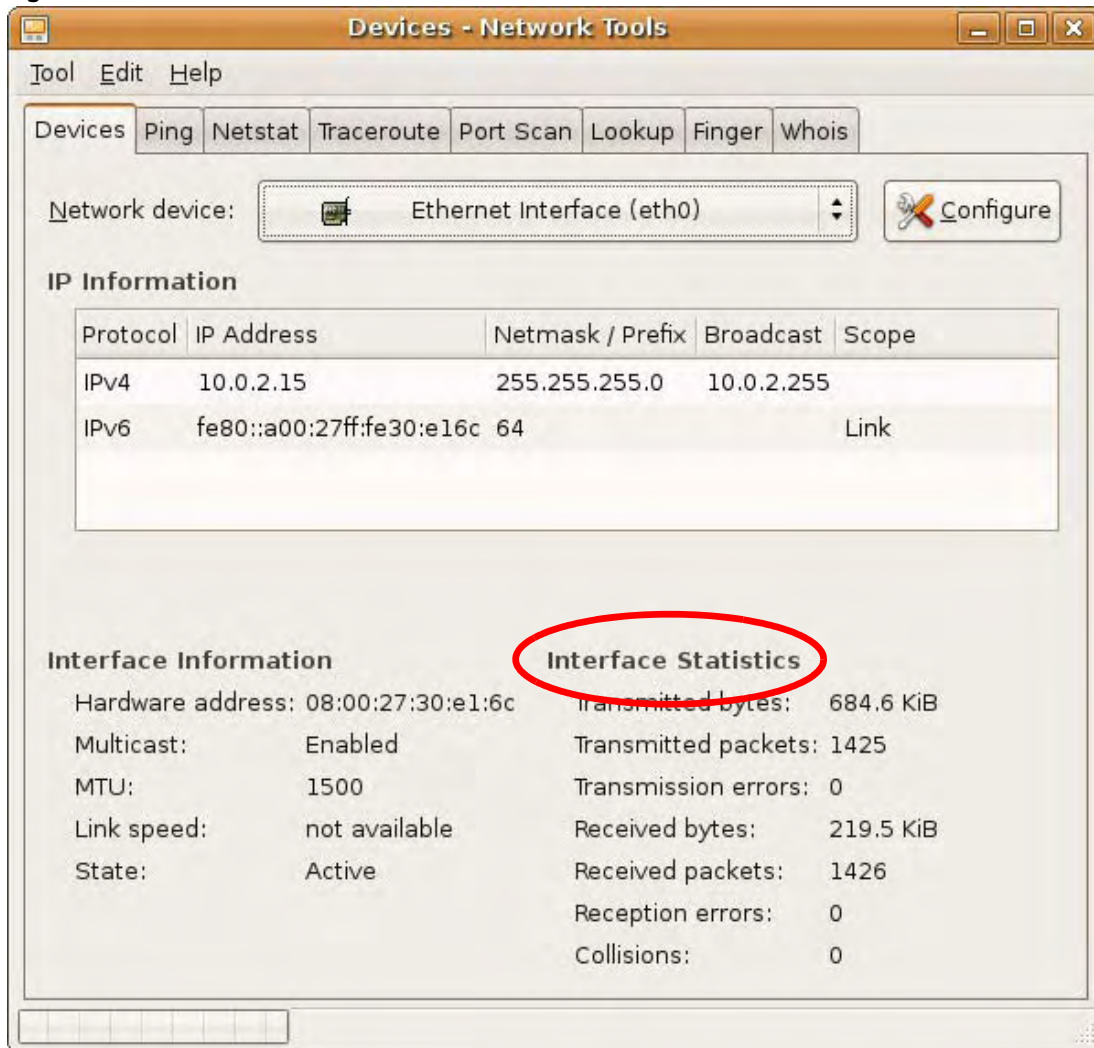 Devices - Network Tools
Tool Edit Help
Devices Ping Netstat Traceroute Port Scan Lookup Finger Whois
Network device: Ethernet Interface (eth0) Configure
IP Information
Protocol IP Address Netmask / Prefix Broadcast Scope
IPv4 10.0.2.15 255.255.255.0 10.0.2.255
IPv6 fe80::a00:27ff:fe30:e16c 64 Link
Interface Information
Hardware address: 08:00:27:30:e1:6c
Multicast: Enabled
MTU: 1500
Link speed: not available
State: Active
Interface Statistics
Transmitted bytes: 684.6 KiB
Transmitted packets: 1425
Transmission errors: 0
Received bytes: 219.5 KiB
Received packets: 1426
Reception errors: 0
Collisions: 0